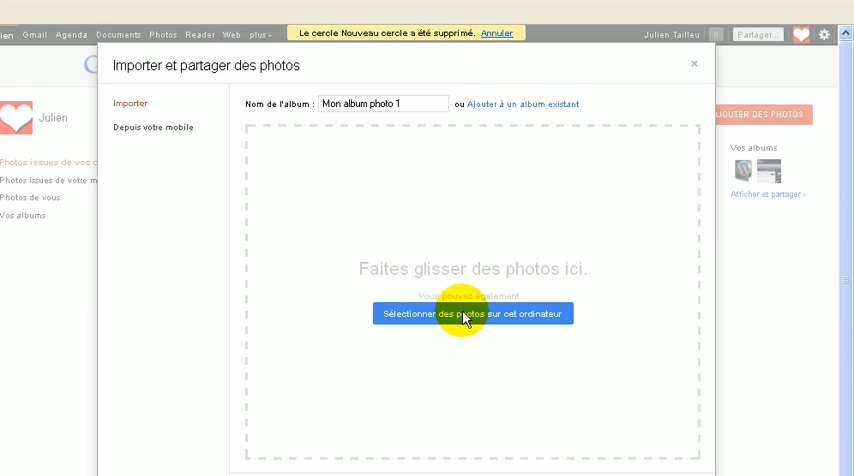 Le cercle Nouveau cercle a été supprimé. Annuler
ien Gmail Agenda Documents Photos Reader Web plus Julien Tailleu 0 Partager...
Importer et partager des photos ×
Importer
Depuis votre mobile
Nom de l'album : Mon album photo 1 ou Ajouter à un album existant
Faites glisser des photos ici.
Vous pouvez également...
Sélectionner des photos sur cet ordinateur
Julien
Photos issues de vos c
Photos issues de votre m
Photos de vous
Vos albums
JOUTER DES PHOTOS
Vos albums
Afficher et partager ›